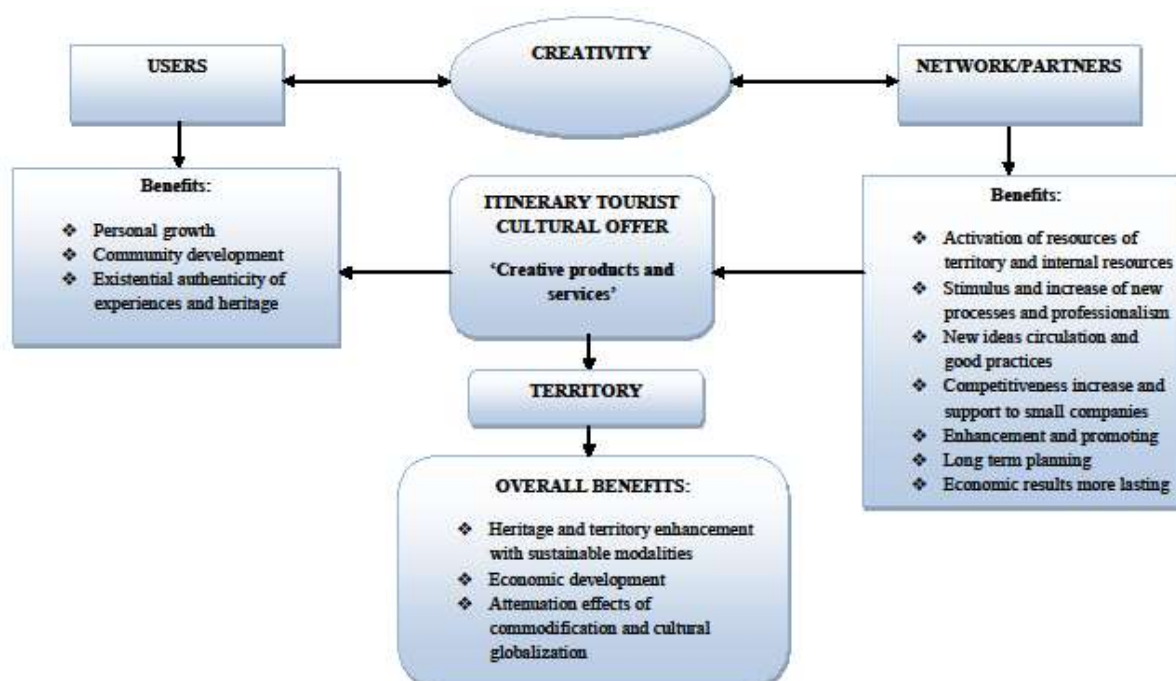 USERS
CREATIVITY
NETWORK/PARTNERS
Benefits:
❖ Personal growth
❖ Community development
❖ Existential authenticity of
experiences and heritage
ITINERARY TOURIST
CULTURAL OFFER
‘Creative products and
services’
Benefits:
❖ Activation of resources of
territory and internal resources
❖ Stimulus and increase of new
processes and professionalism
❖ New ideas circulation and
good practices
❖ Competitiveness increase and
support to small companies
❖ Enhancement and promoting
❖ Long term planning
❖ Economic results more lasting
TERRITORY
OVERALL BENEFITS:
❖ Heritage and territory enhancement
with sustainable modalities
❖ Economic development
❖ Attenuation effects of
commodification and cultural
globalization